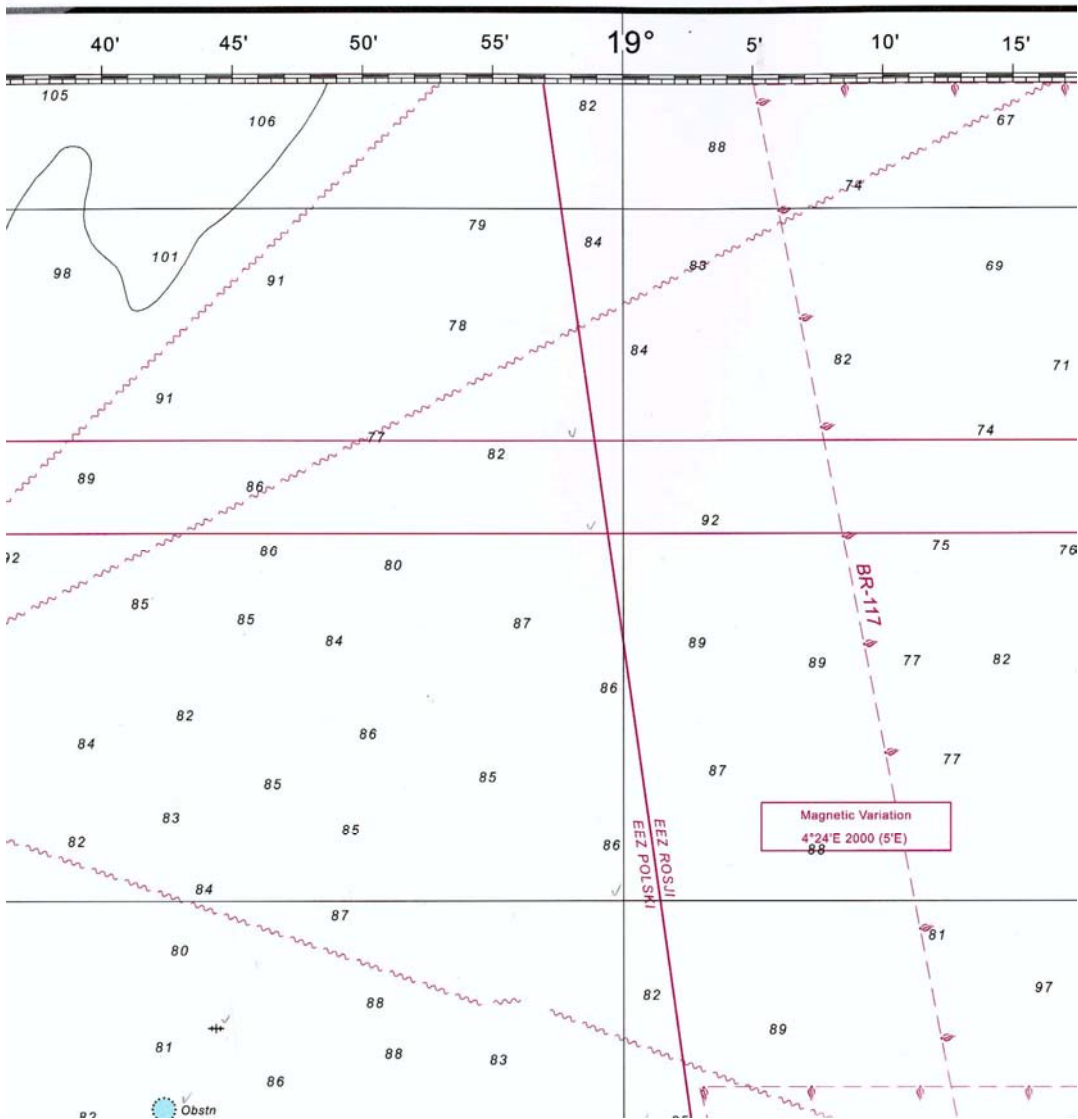 40' 45' 50' 55' 19° 5' 10' 15'
105 106 82 88 67
74
98 101 91 79 84 83 69
78 84 82 71
91
77 82 74
89 86
92 86 80 92 75 76
BR-117
85 85 84 87 89 89 77 82
86
82
84 86 85 85 87 77
Magnetic Variation
4°24'E 2000 (5'E)
88
83 85
82 86
EEZ ROSJI
EEZ POLSKI
84 87
80 81
88 82 97
89
81 88 83
86
Obstn